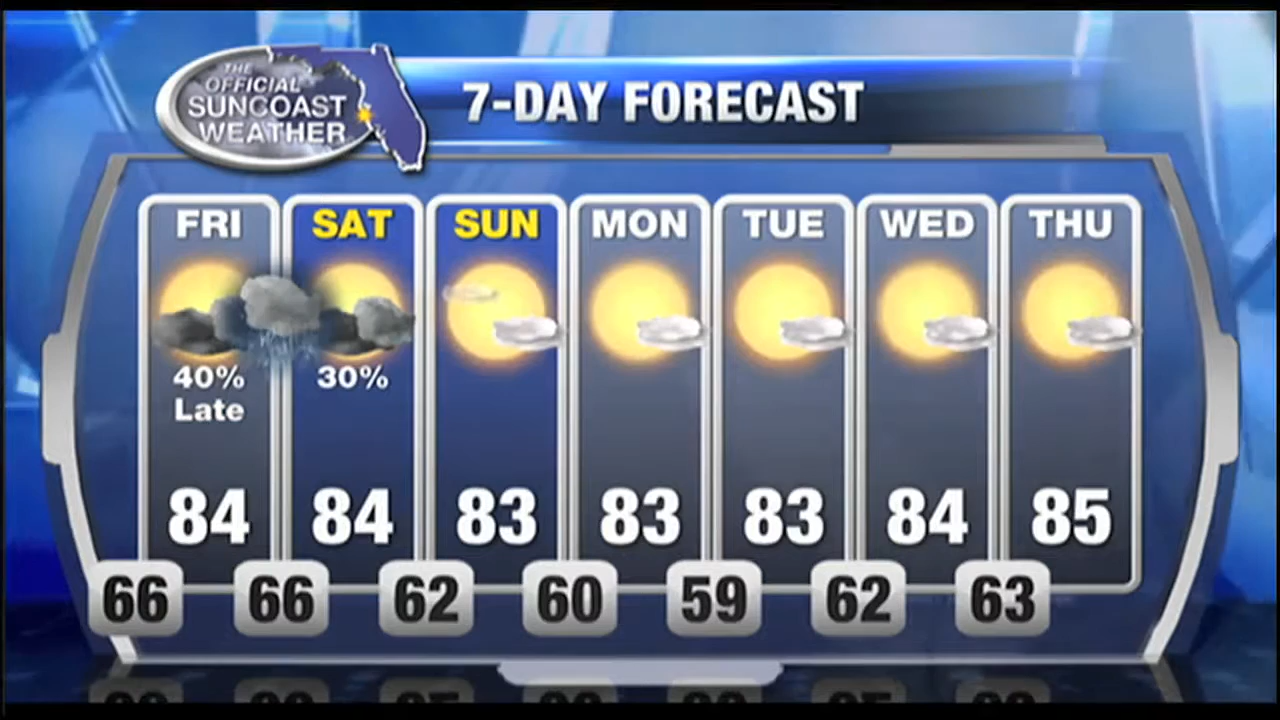 THE
OFFICIAL
SUNCOAST
WEATHER
7-DAY FORECAST
FRI SAT SUN MON TUE WED THU
40% 30%
Late
84 84 83 83 83 84 85
66 66 62 60 59 62 63